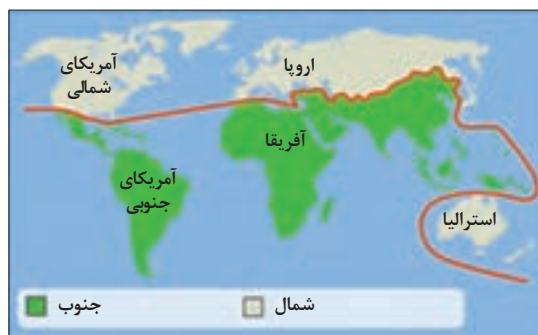 آمریکای
شمالی
اروپا
آفریقا
آمریکای
جنوبی
استرالیا
شمال
جنوب